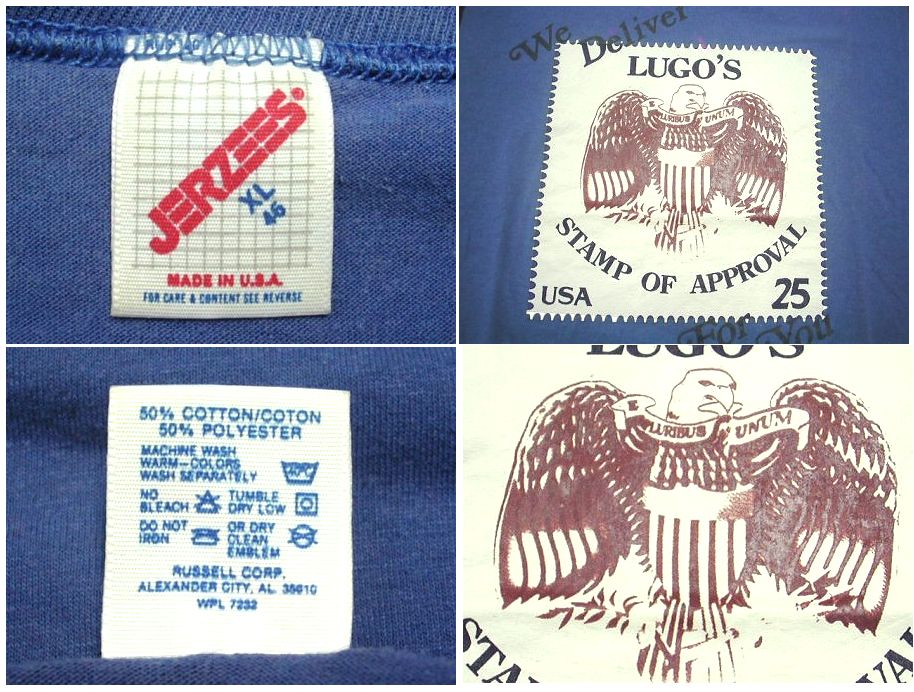 JERZEES
XL
46
MADE IN U.S.A.
FOR CARE & CONTENT SEE REVERSE
We Deliver
LUGO'S
E PLURIBUS UNUM
STAMP OF APPROVAL
USA 25
For You
50% COTTON/COTON
50% POLYESTER
MACHINE WASH
WARM-COLORS
WASH SEPARATELY
NO BLEACH
TUMBLE DRY LOW
DO NOT IRON
OR DRY CLEAN EMBLEM
RUSSELL CORP.
ALEXANDER CITY, AL. 35010
WPL 7232
LUGO'S
E PLURIBUS UNUM